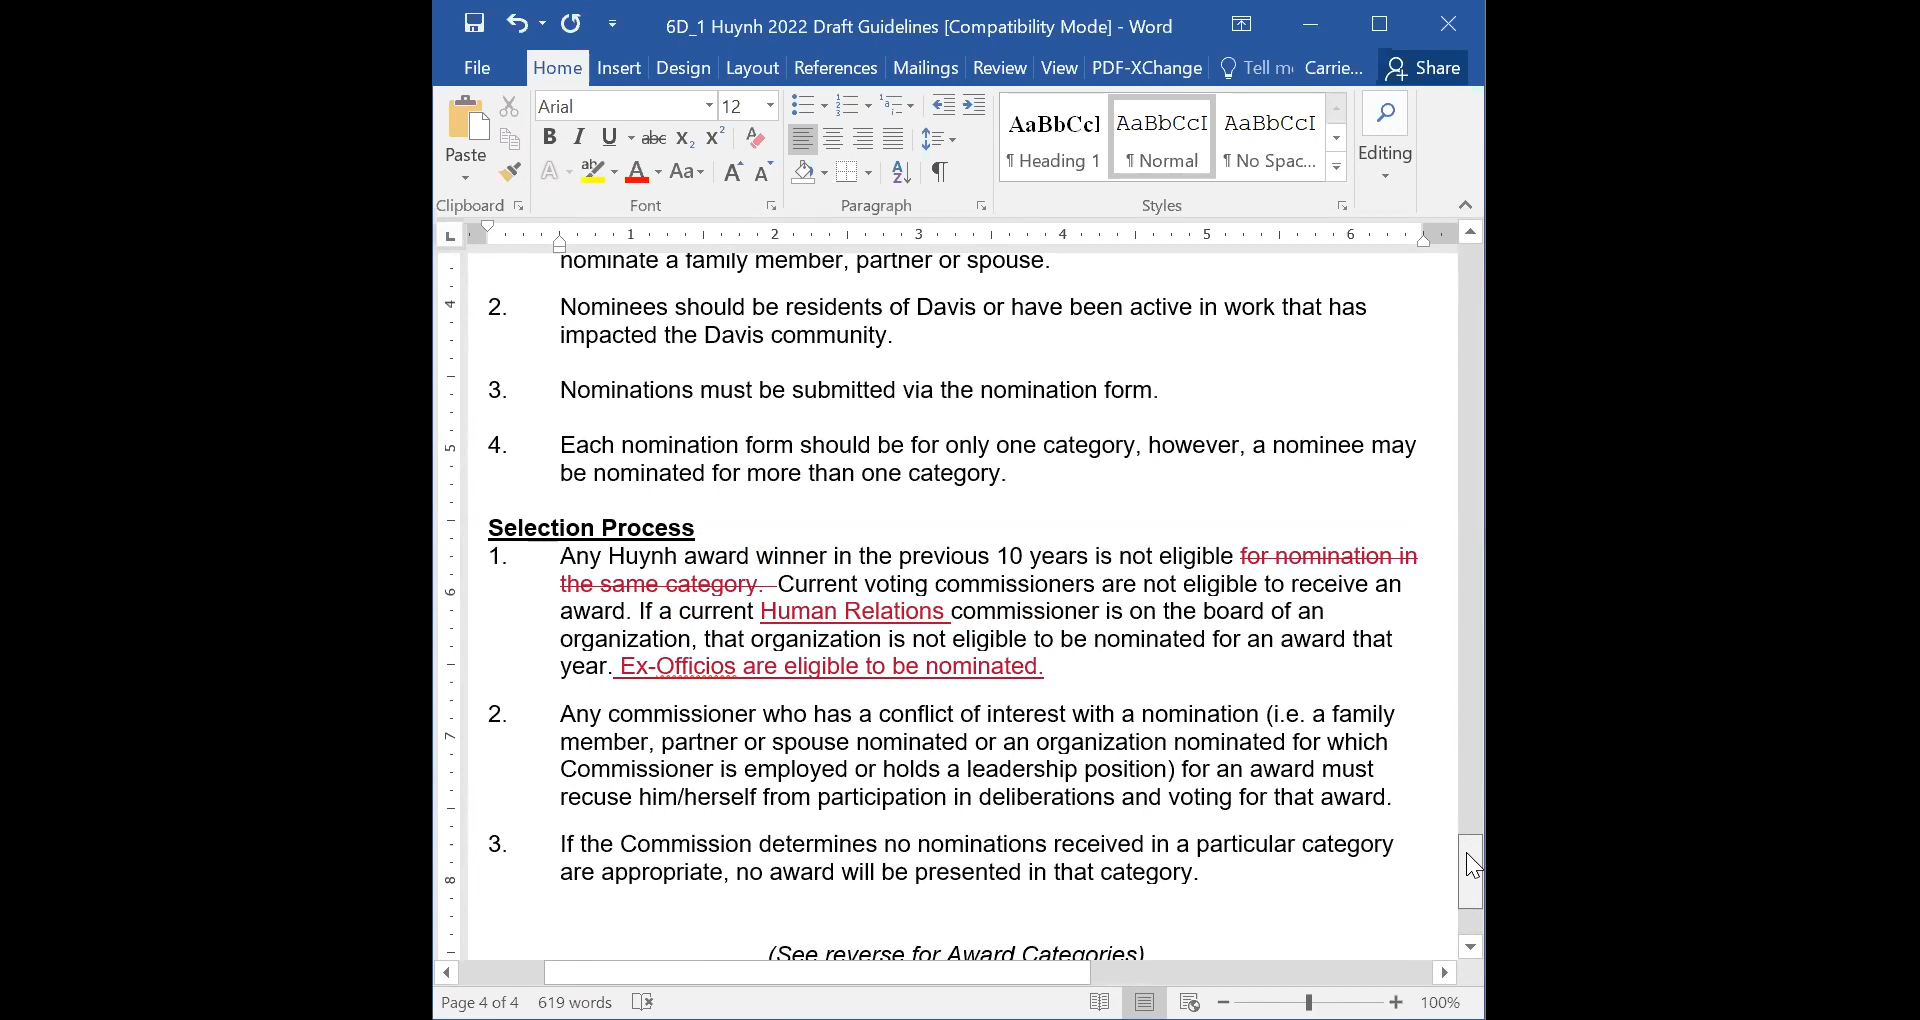 6D_1 Huynh 2022 Draft Guidelines [Compatibility Mode] - Word
File Home Insert Design Layout References Mailings Review View PDF-XChange Tell me Carrie... Share
Arial 12
Paste
AaBbCcI AaBbCcI AaBbCcI
¶ Heading 1 ¶ Normal ¶ No Spac...
Editing
Clipboard Font Paragraph Styles
1 2 3 4 5 6
nominate a family member, partner or spouse.
2. Nominees should be residents of Davis or have been active in work that has
impacted the Davis community.
3. Nominations must be submitted via the nomination form.
4. Each nomination form should be for only one category, however, a nominee may
be nominated for more than one category.
Selection Process
1. Any Huynh award winner in the previous 10 years is not eligible for nomination in
the same category. Current voting commissioners are not eligible to receive an
award. If a current Human Relations commissioner is on the board of an
organization, that organization is not eligible to be nominated for an award that
year. Ex-Officios are eligible to be nominated.
2. Any commissioner who has a conflict of interest with a nomination (i.e. a family
member, partner or spouse nominated or an organization nominated for which
Commissioner is employed or holds a leadership position) for an award must
recuse him/herself from participation in deliberations and voting for that award.
3. If the Commission determines no nominations received in a particular category
are appropriate, no award will be presented in that category.
(See reverse for Award Categories)
Page 4 of 4 619 words 100%